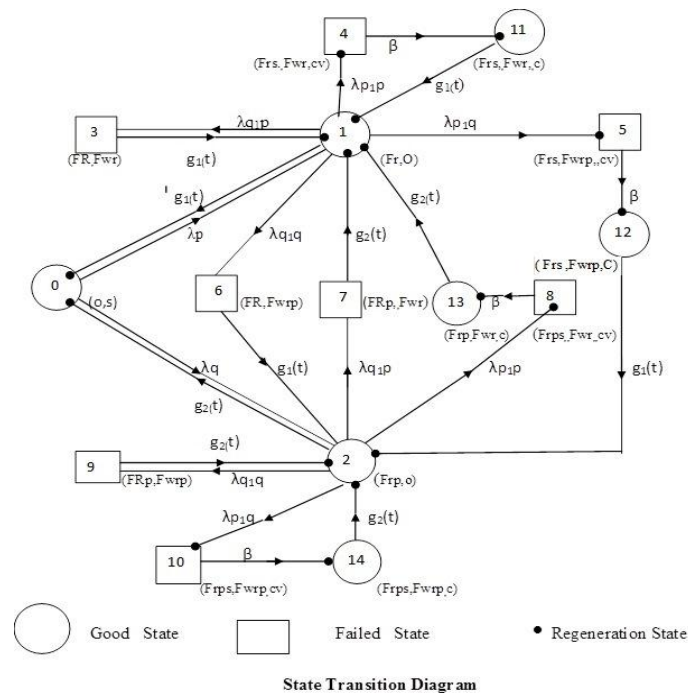 4
β
11
(Frs,Fwr,cv)
(Frs,Fwr,,c)
λp₁p
g₁(t)
3
λq₁p
1
λp₁q
5
(FR,Fwr)
g₁(t)
(Fr,O)
(Frs,Fwrp,,cv)
g₁(t)
λp
g₂(t)
β
λq₁q
g₂(t)
12
0
(o,s)
6
(FR,,Fwrp)
7
(FRp,,Fwr)
13
β
8
(Frs,Fwrp,C)
(Frp,Fwr,c)
(Frps,Fwr,cv)
λq
g₁(t)
λq₁p
λp₁p
g₁(t)
g₂(t)
g₂(t)
9
2
(FRp,Fwrp)
λq₁q
(Frp,o)
λp₁q
g₂(t)
10
β
14
(Frps,Fwrp,cv)
(Frps,Fwrp,c)
Good State
Failed State
Regeneration State
State Transition Diagram